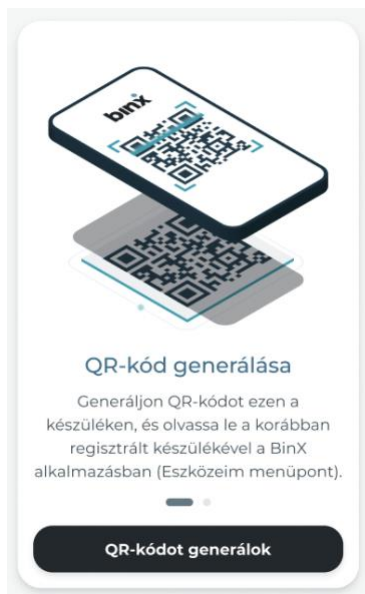 binx
QR-kód generálása
Generáljon QR-kódot ezen a
készüléken, és olvassa le a korábban
regisztrált készülékével a BinX
alkalmazásban (Eszközeim menüpont).
QR-kódot generálok